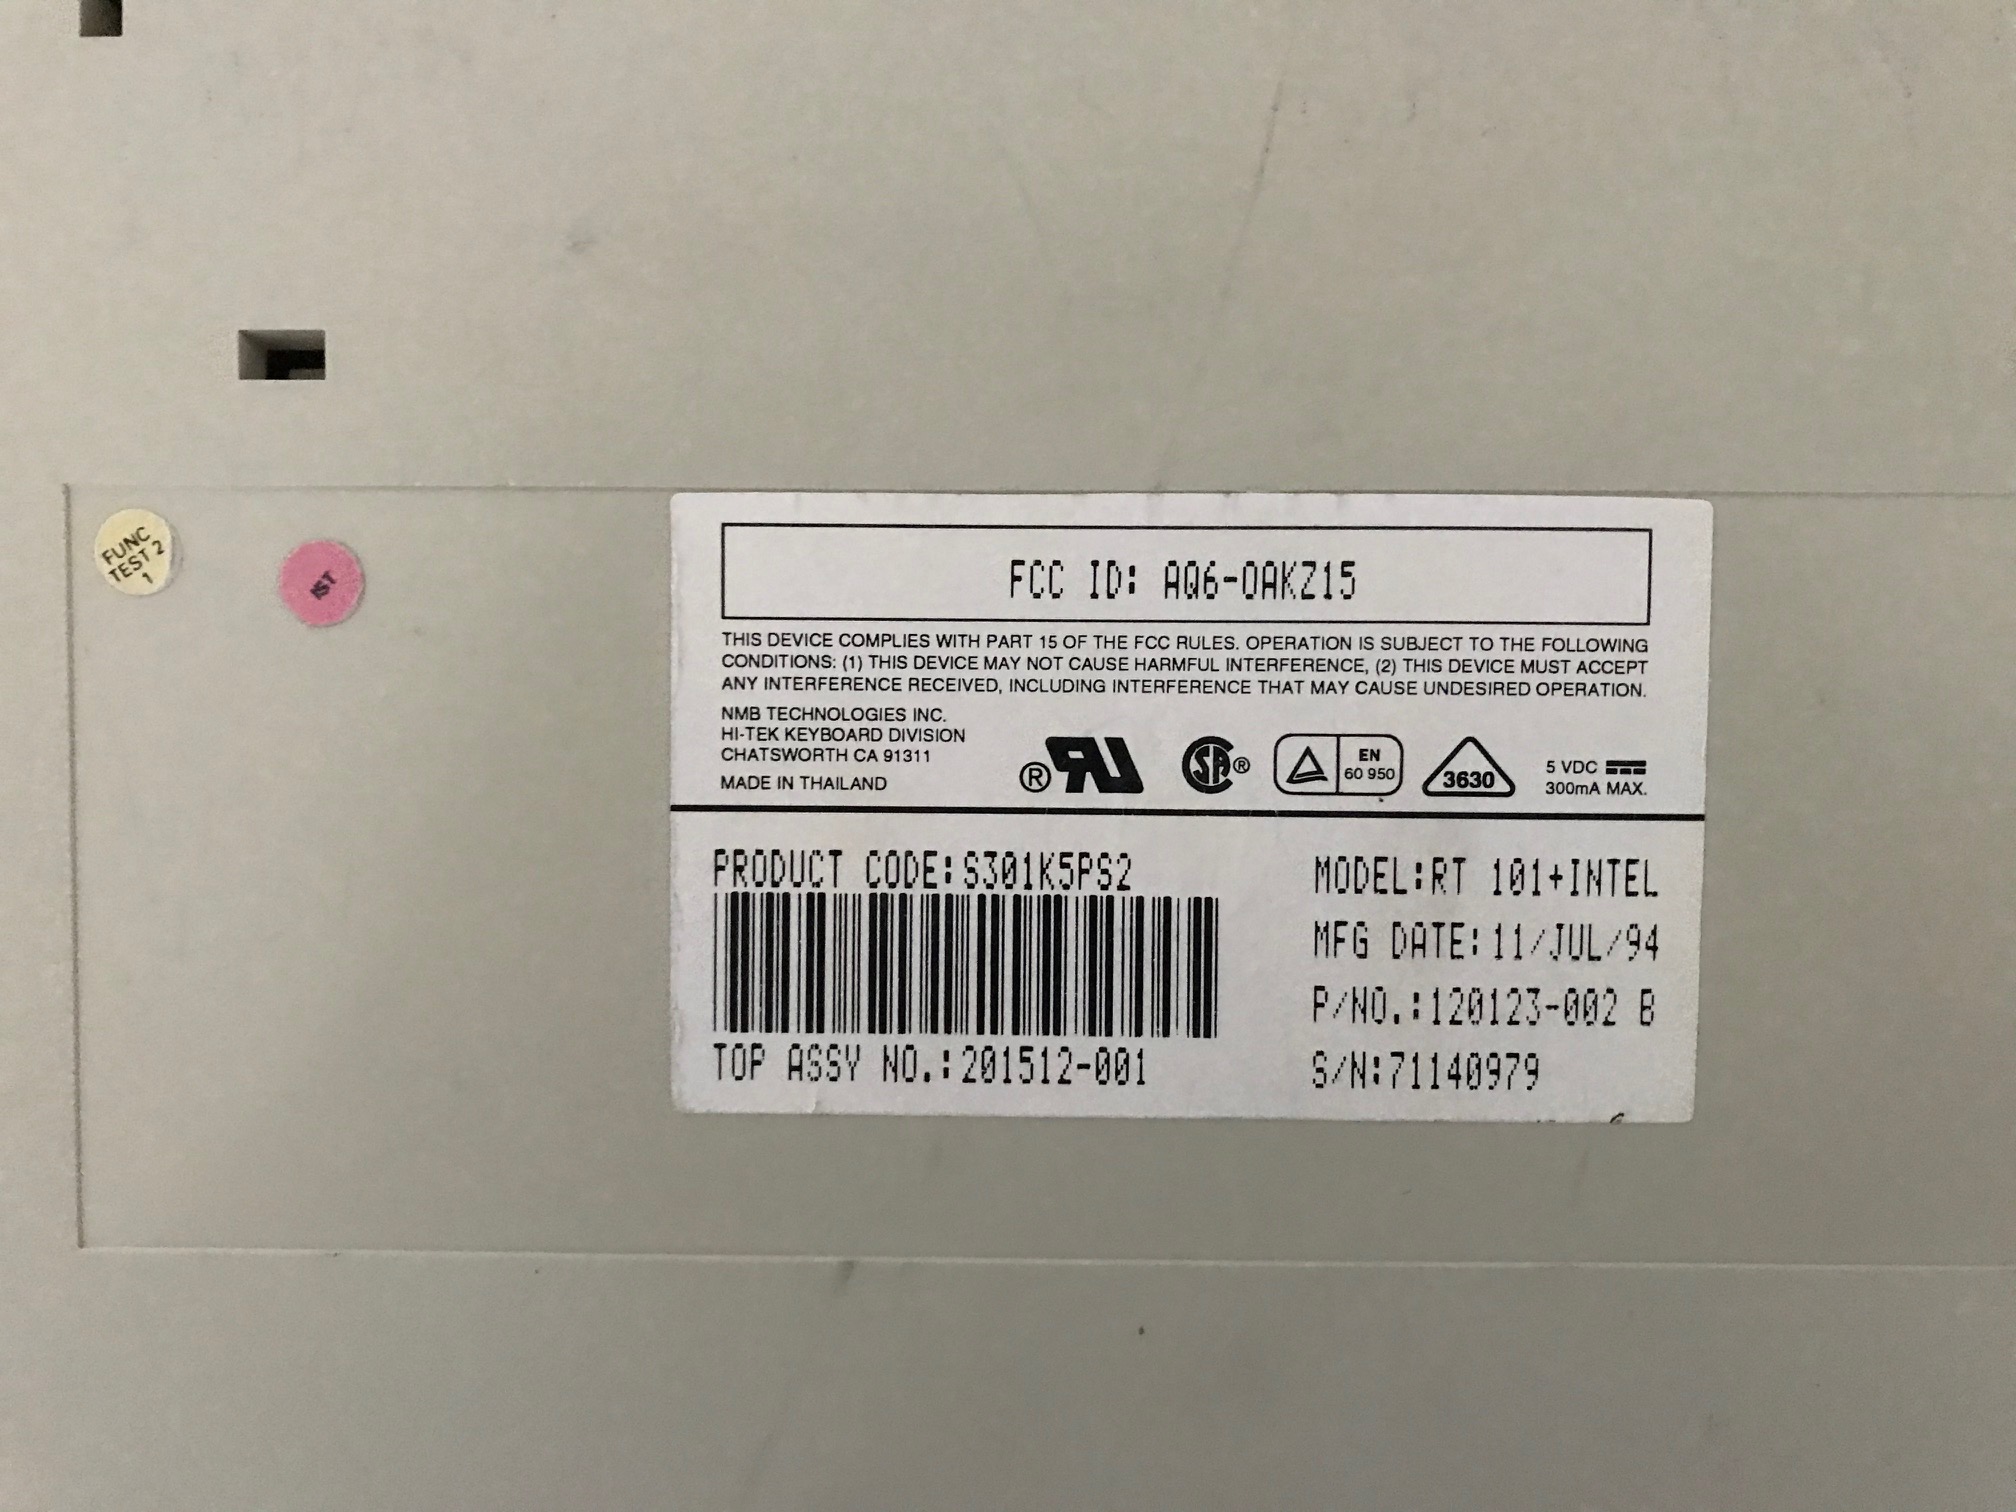 FUNC
TEST 2
1
IST
FCC ID: AQ6-0AKZ15
THIS DEVICE COMPLIES WITH PART 15 OF THE FCC RULES. OPERATION IS SUBJECT TO THE FOLLOWING
CONDITIONS: (1) THIS DEVICE MAY NOT CAUSE HARMFUL INTERFERENCE, (2) THIS DEVICE MUST ACCEPT
ANY INTERFERENCE RECEIVED, INCLUDING INTERFERENCE THAT MAY CAUSE UNDESIRED OPERATION.
NMB TECHNOLOGIES INC.
HI-TEK KEYBOARD DIVISION
CHATSWORTH CA 91311
MADE IN THAILAND
® RU
SA ®
EN
60 950
3630
5 VDC
300mA MAX.
PRODUCT CODE:S301K5PS2
TOP ASSY NO.:201512-001
MODEL:RT 101+INTEL
MFG DATE:11/JUL/94
P/NO.:120123-002 B
S/N:71140979